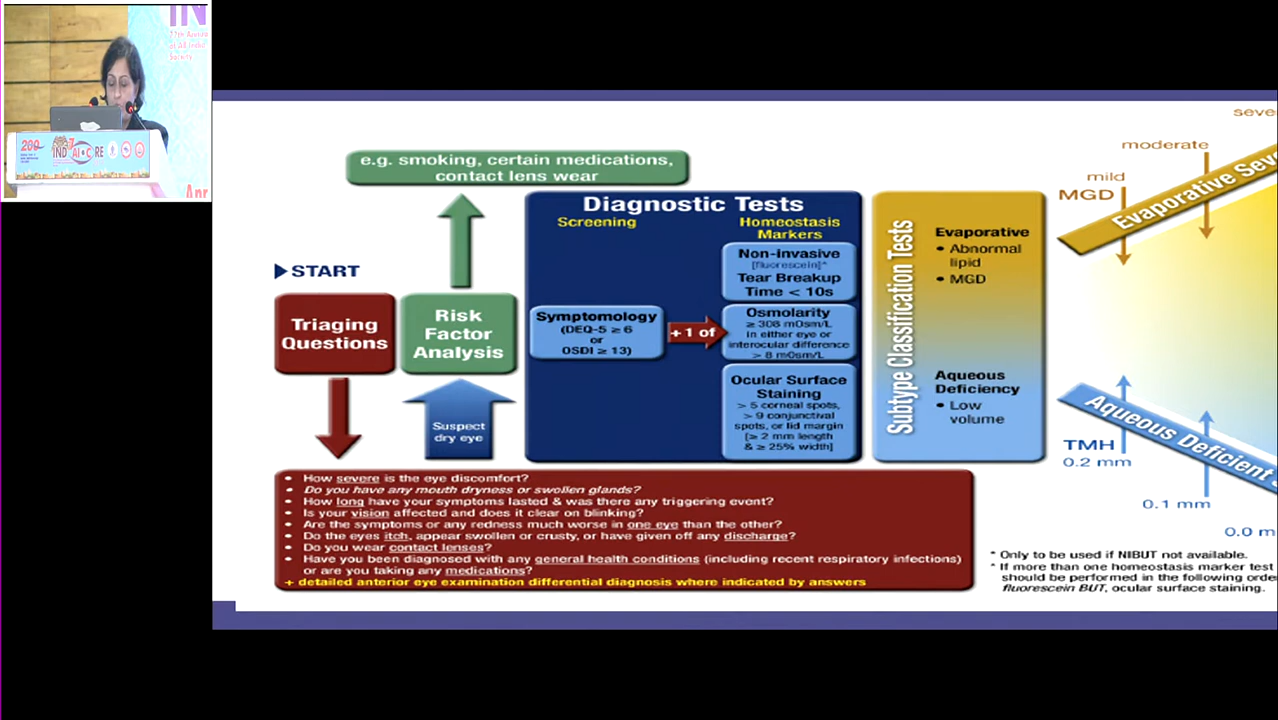 IN
200
IND AI C RE
Apr
seve
moderate
mild
MGD
Evaporative Seve
e.g. smoking, certain medications,
contact lens wear
Diagnostic Tests
Screening
Homeostasis
Markers
Non-Invasive
[fluorescein]*
Tear Breakup
Time < 10s
START
Triaging
Questions
Risk
Factor
Analysis
Symptomology
(DEQ-5 ≥ 6
or
OSDI ≥ 13)
+ 1 of
Osmolarity
≥ 308 mOsm/L
in either eye or
interocular difference
> 8 mOsm/L
Ocular Surface
Staining
> 5 corneal spots,
> 9 conjunctival
spots, or lid margin
[≥ 2 mm length
& ≥ 25% width]
Suspect
dry eye
Subtype Classification Tests
Evaporative
• Abnormal
lipid
• MGD
Aqueous
Deficiency
• Low
volume
Aqueous Deficient
TMH
0.2 mm
0.1 mm
0.0 m
• How severe is the eye discomfort?
• Do you have any mouth dryness or swollen glands?
• How long have your symptoms lasted & was there any triggering event?
• Is your vision affected and does it clear on blinking?
• Are the symptoms or any redness much worse in one eye than the other?
• Do the eyes itch, appear swollen or crusty, or have given off any discharge?
• Do you wear contact lenses?
• Have you been diagnosed with any general health conditions (including recent respiratory infections)
or are you taking any medications?
+ detailed anterior eye examination differential diagnosis where indicated by answers
* Only to be used if NIBUT not available.
* If more than one homeostasis marker test
should be performed in the following orde
fluorescein BUT, ocular surface staining.